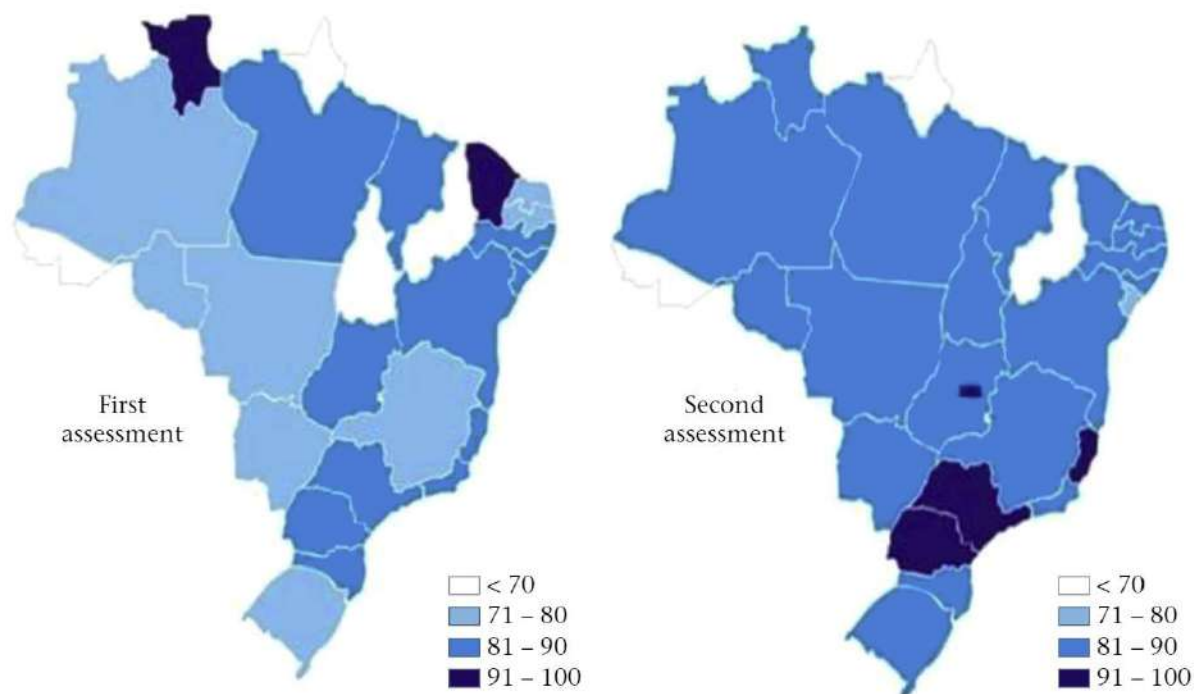 First
assessment
< 70
71 – 80
81 – 90
91 – 100
Second
assessment
< 70
71 – 80
81 – 90
91 – 100